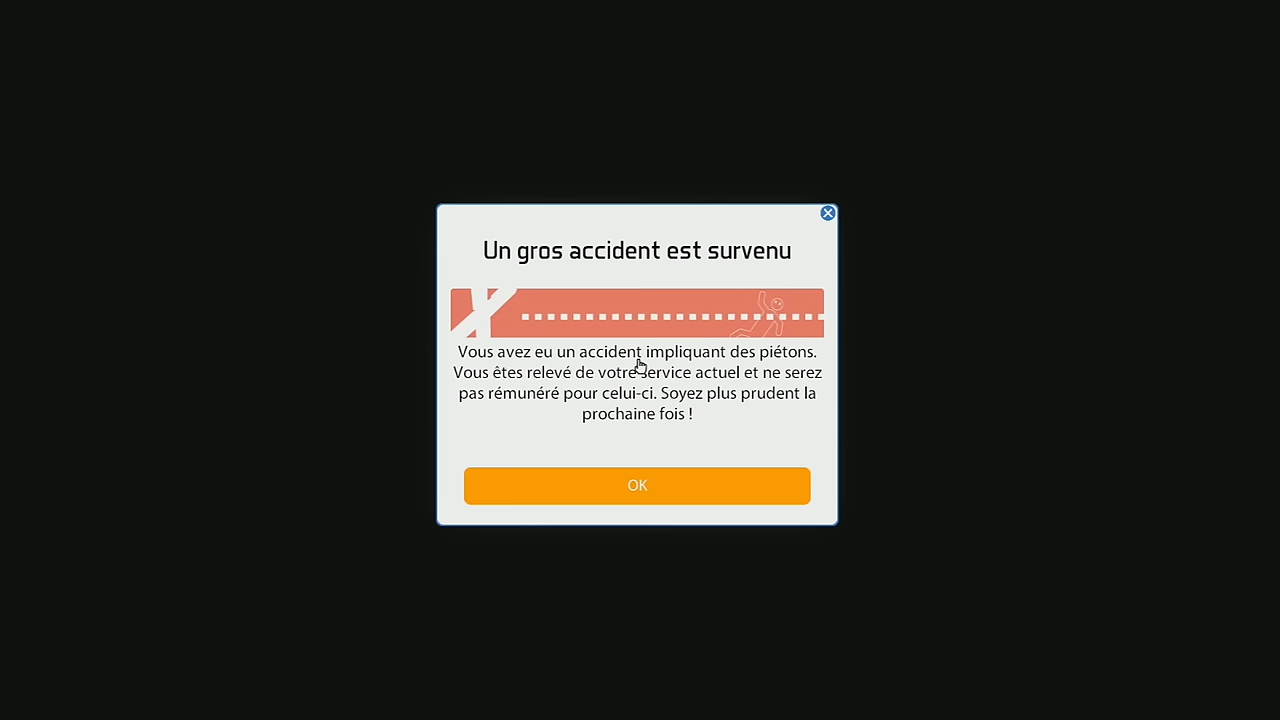 Un gros accident est survenu
Vous avez eu un accident impliquant des piétons.
Vous êtes relevé de votre service actuel et ne serez
pas rémunéré pour celui-ci. Soyez plus prudent la
prochaine fois !
OK